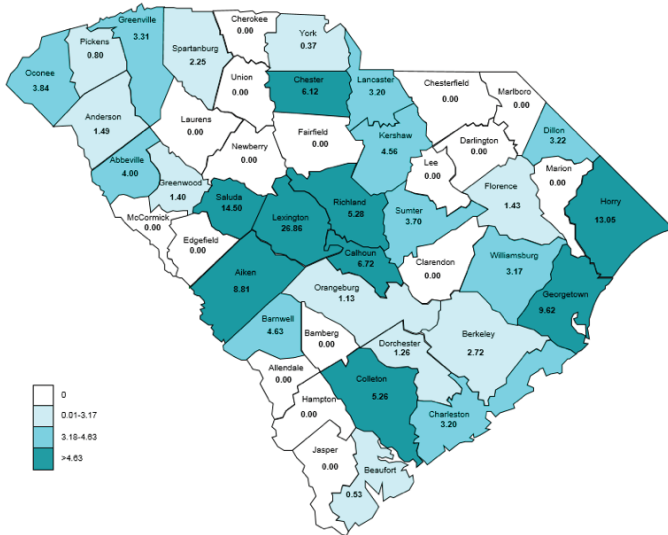 Cherokee
0.00
Greenville
3.31
York
0.37
Pickens
0.80
Spartanburg
2.25
Oconee
3.84
Union
0.00
Chester
6.12
Lancaster
3.20
Chesterfield
0.00
Marlboro
0.00
Anderson
1.49
Laurens
0.00
Fairfield
0.00
Kershaw
4.56
Darlington
0.00
Dillon
3.22
Newberry
0.00
Abbeville
4.00
Lee
0.00
Marion
0.00
Greenwood
1.40
Saluda
14.50
Richland
5.28
Florence
1.43
Horry
13.05
McCormick
0.00
Lexington
26.86
Sumter
3.70
Edgefield
0.00
Calhoun
6.72
Clarendon
0.00
Williamsburg
3.17
Aiken
8.81
Orangeburg
1.13
Georgetown
9.62
Barnwell
4.63
Bamberg
0.00
Berkeley
2.72
Dorchester
1.26
Allendale
0.00
Colleton
5.26
Hampton
0.00
Charleston
3.20
Jasper
0.00
Beaufort
0.53
0
0.01-3.17
3.18-4.63
>4.63